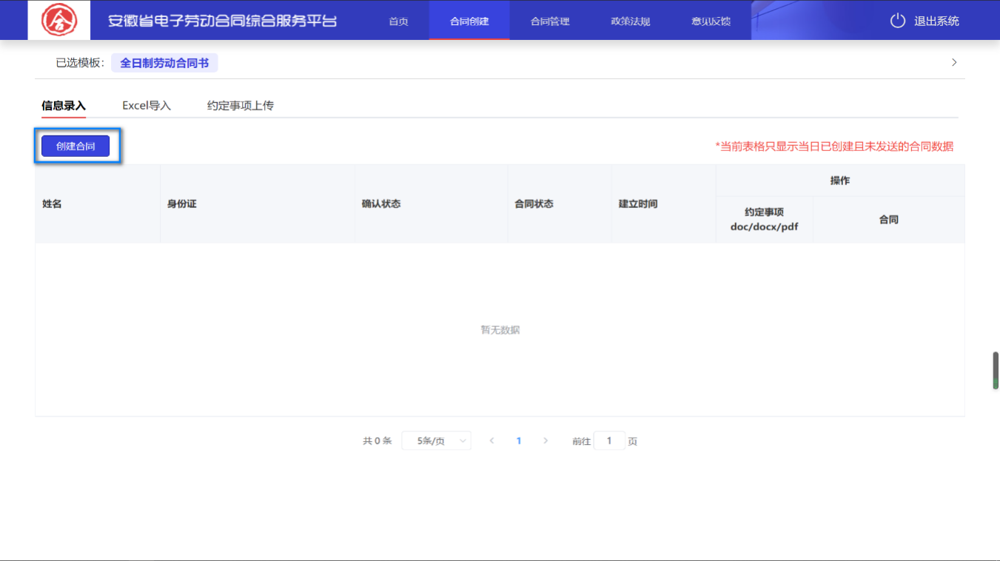 合
安徽省电子劳动合同综合服务平台
首页
合同创建
合同管理
政策法规
意见反馈
退出系统
已选模板：
全日制劳动合同书
信息录入
Excel导入
约定事项上传
创建合同
*当前表格只显示当日已创建且未发送的合同数据
姓名
身份证
确认状态
合同状态
建立时间
操作
约定事项
doc/docx/pdf
合同
暂无数据
共 0 条
5条/页
1
前往 1 页